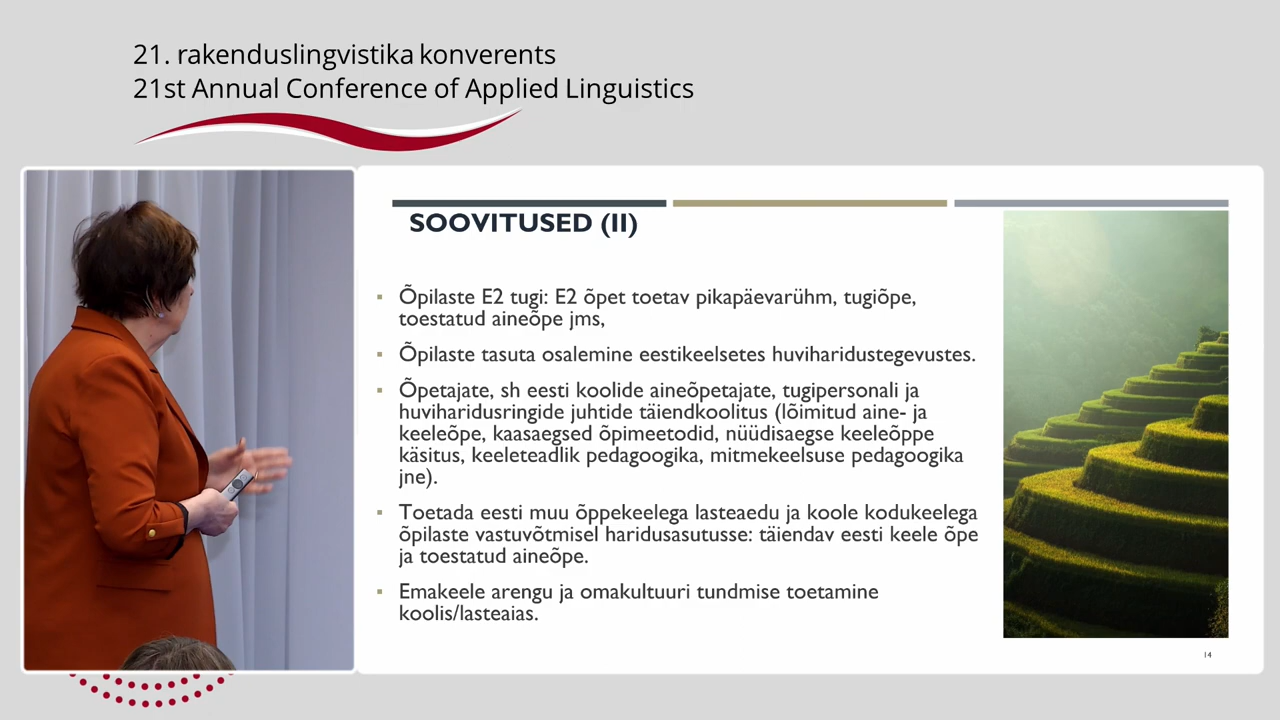 21. rakenduslingvistika konverents
21st Annual Conference of Applied Linguistics
SOOVITUSED (II)
▪ Õpilaste E2 tugi: E2 õpet toetav pikapäevarühm, tugiõpe,
toestatud aineõpe jms,
▪ Õpilaste tasuta osalemine eestikeelsetes huviharidustegevustes.
▪ Õpetajate, sh eesti koolide aineõpetajate, tugipersonali ja
huviharidusringide juhtide täiendkoolitus (lõimitud aine- ja
keeleõpe, kaasaegsed õpimeetodid, nüüdisaegse keeleõppe
käsitus, keeleteadlik pedagoogika, mitmekeelsuse pedagoogika
jne).
▪ Toetada eesti muu õppekeelega lasteaedu ja koole kodukeelega
õpilaste vastuvõtmisel haridusasutusse: täiendav eesti keele õpe
ja toestatud aineõpe.
▪ Emakeele arengu ja omakultuuri tundmise toetamine
koolis/lasteaias.
14